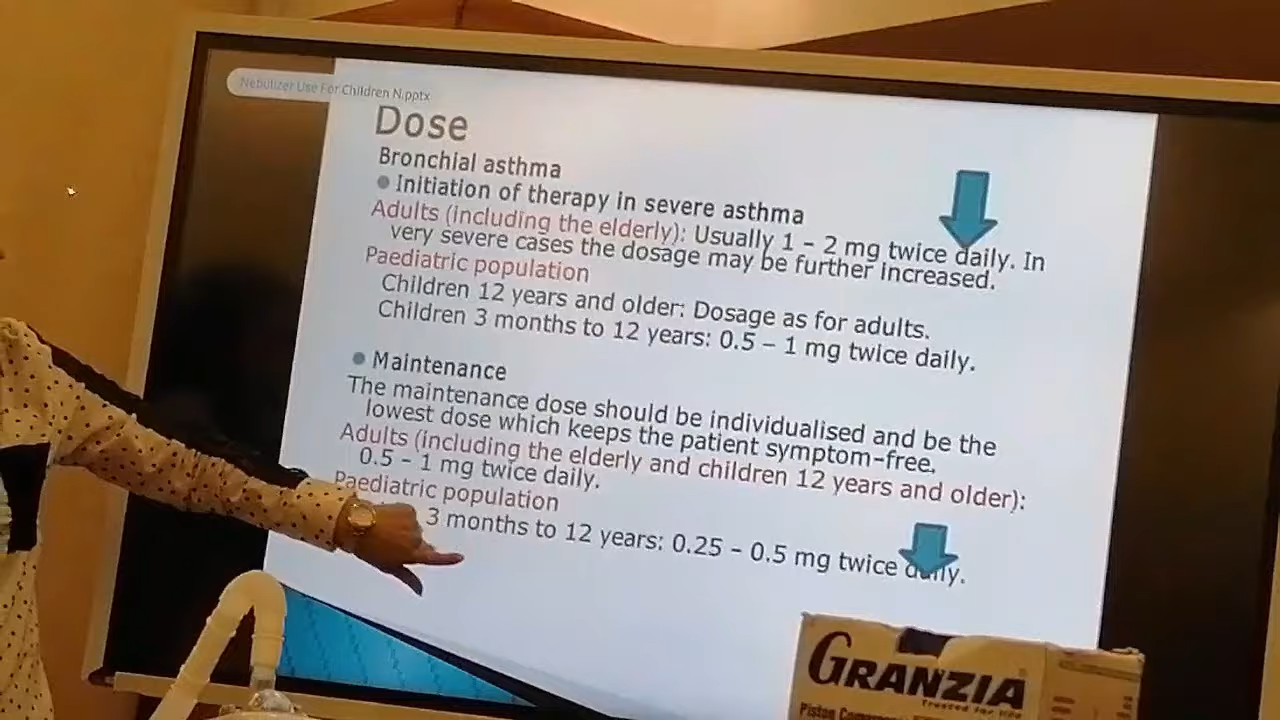 Nebulizer Use For Children N.pptx
Dose
Bronchial asthma
Initiation of therapy in severe asthma
Adults (including the elderly): Usually 1 – 2 mg twice daily. In
very severe cases the dosage may be further increased.
Paediatric population
Children 12 years and older: Dosage as for adults.
Children 3 months to 12 years: 0.5 – 1 mg twice daily.
Maintenance
The maintenance dose should be individualised and be the
lowest dose which keeps the patient symptom-free.
Adults (including the elderly and children 12 years and older):
0.5 – 1 mg twice daily.
Paediatric population
3 months to 12 years: 0.25 – 0.5 mg twice daily.
GRANZIA
Trusted for life
Piston